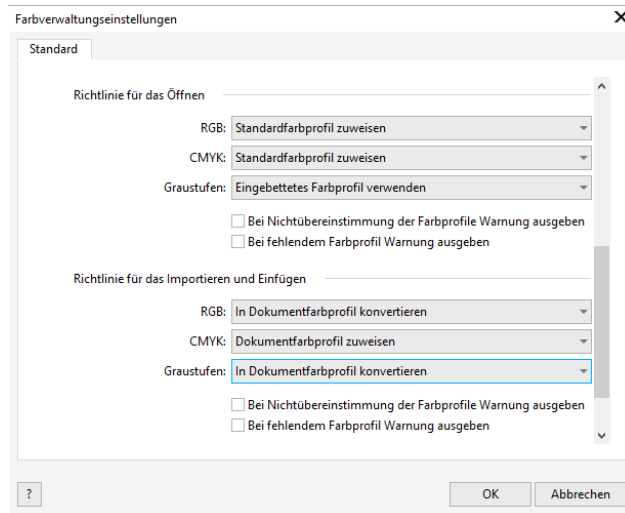 Farbverwaltungseinstellungen
Standard
Richtlinie für das Öffnen
RGB: Standardfarbprofil zuweisen
CMYK: Standardfarbprofil zuweisen
Graustufen: Eingebettetes Farbprofil verwenden
Bei Nichtübereinstimmung der Farbprofile Warnung ausgeben
Bei fehlendem Farbprofil Warnung ausgeben
Richtlinie für das Importieren und Einfügen
RGB: In Dokumentfarbprofil konvertieren
CMYK: Dokumentfarbprofil zuweisen
Graustufen: In Dokumentfarbprofil konvertieren
Bei Nichtübereinstimmung der Farbprofile Warnung ausgeben
Bei fehlendem Farbprofil Warnung ausgeben
? OK Abbrechen